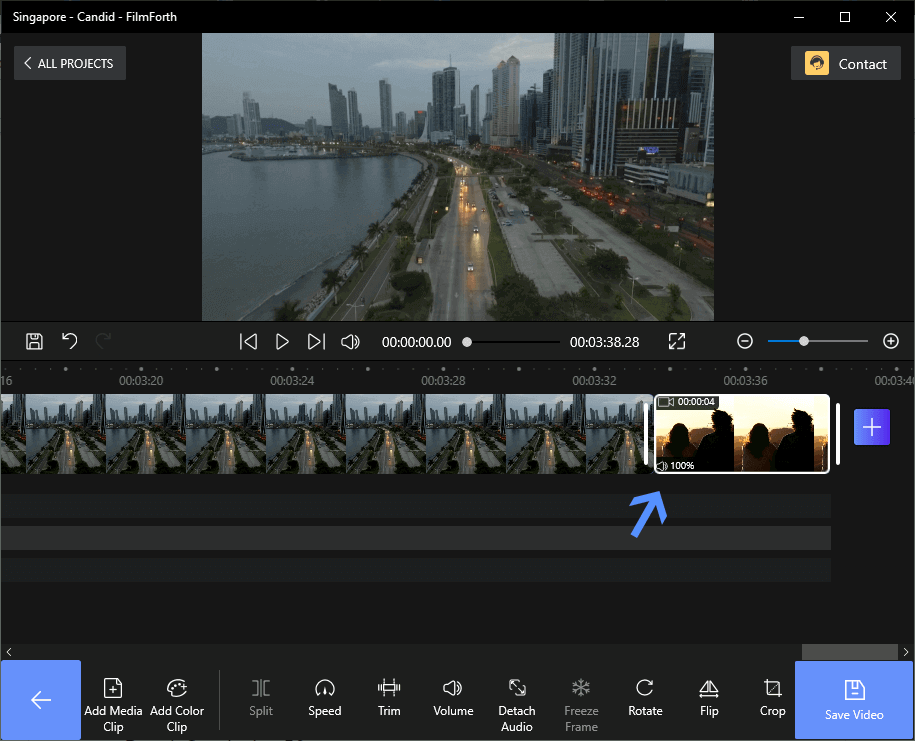 Singapore - Candid - FilmForth
ALL PROJECTS
Contact
00:00:00.00
00:03:38.28
16
00:03:20
00:03:24
00:03:28
00:03:32
00:03:36
00:03:40
00:00:04
100%
Add Media
Clip
Add Color
Clip
Split
Speed
Trim
Volume
Detach
Audio
Freeze
Frame
Rotate
Flip
Crop
Save Video